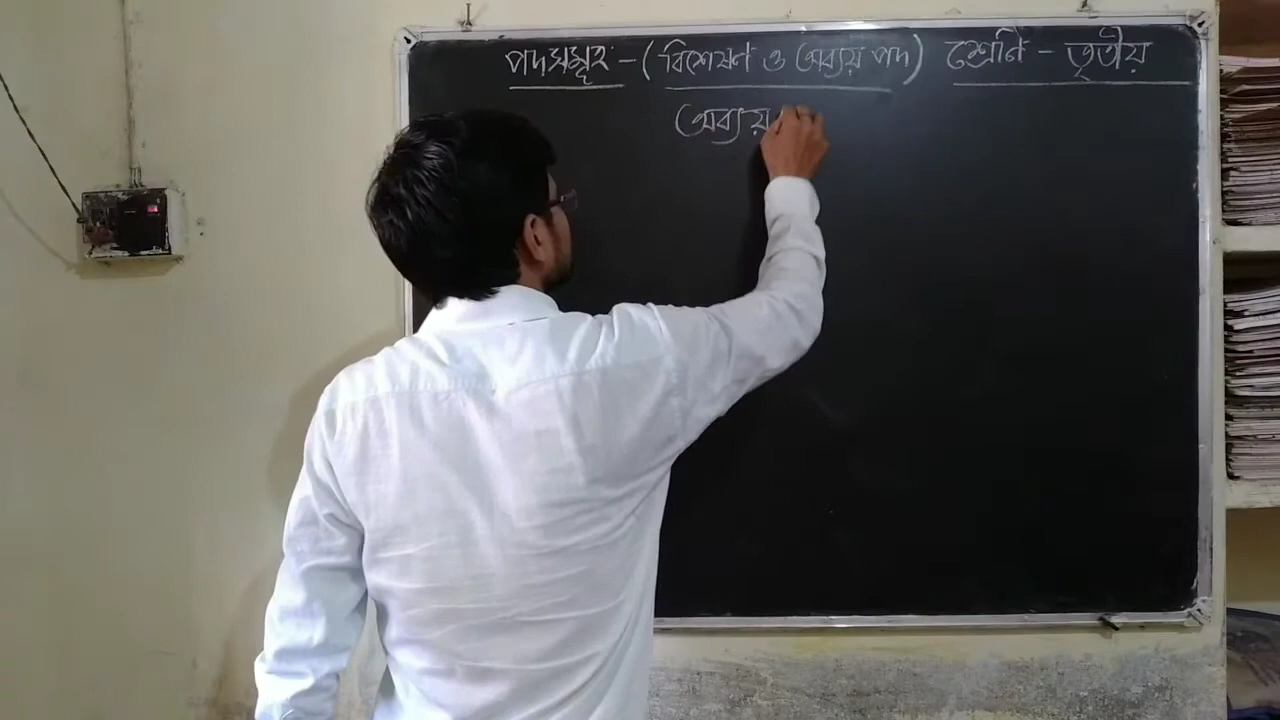 পদসমূহ - ( বিশেষণ ও অব্যয় পদ ) শ্রেণি - তৃতীয়
অব্যয়